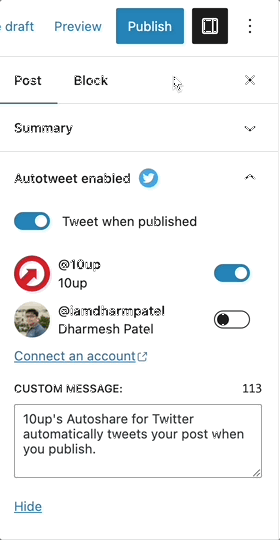 e draft Preview Publish
Post Block
Summary
Autotweet enabled
Tweet when published
@10up
10up
@iamdharmpatel
Dharmesh Patel
Connect an account
CUSTOM MESSAGE: 113
10up's Autoshare for Twitter
automatically tweets your post when
you publish.
Hide